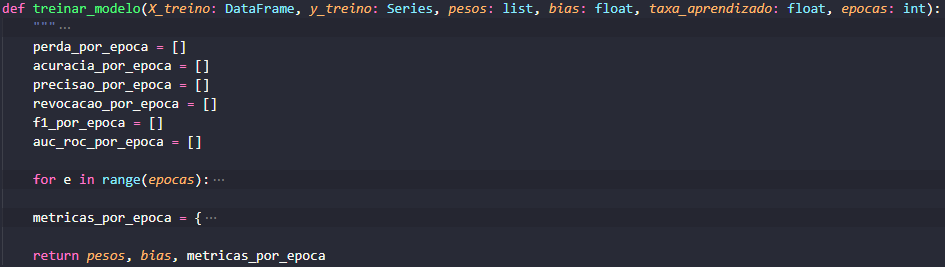 def treinar_modelo(X_treino: DataFrame, y_treino: Series, pesos: list, bias: float, taxa_aprendizado: float, epocas: int):
    """ ···
    perda_por_epoca = []
    acuracia_por_epoca = []
    precisao_por_epoca = []
    revocacao_por_epoca = []
    f1_por_epoca = []
    auc_roc_por_epoca = []
    for e in range(epocas): ···
    metricas_por_epoca = { ···
    return pesos, bias, metricas_por_epoca